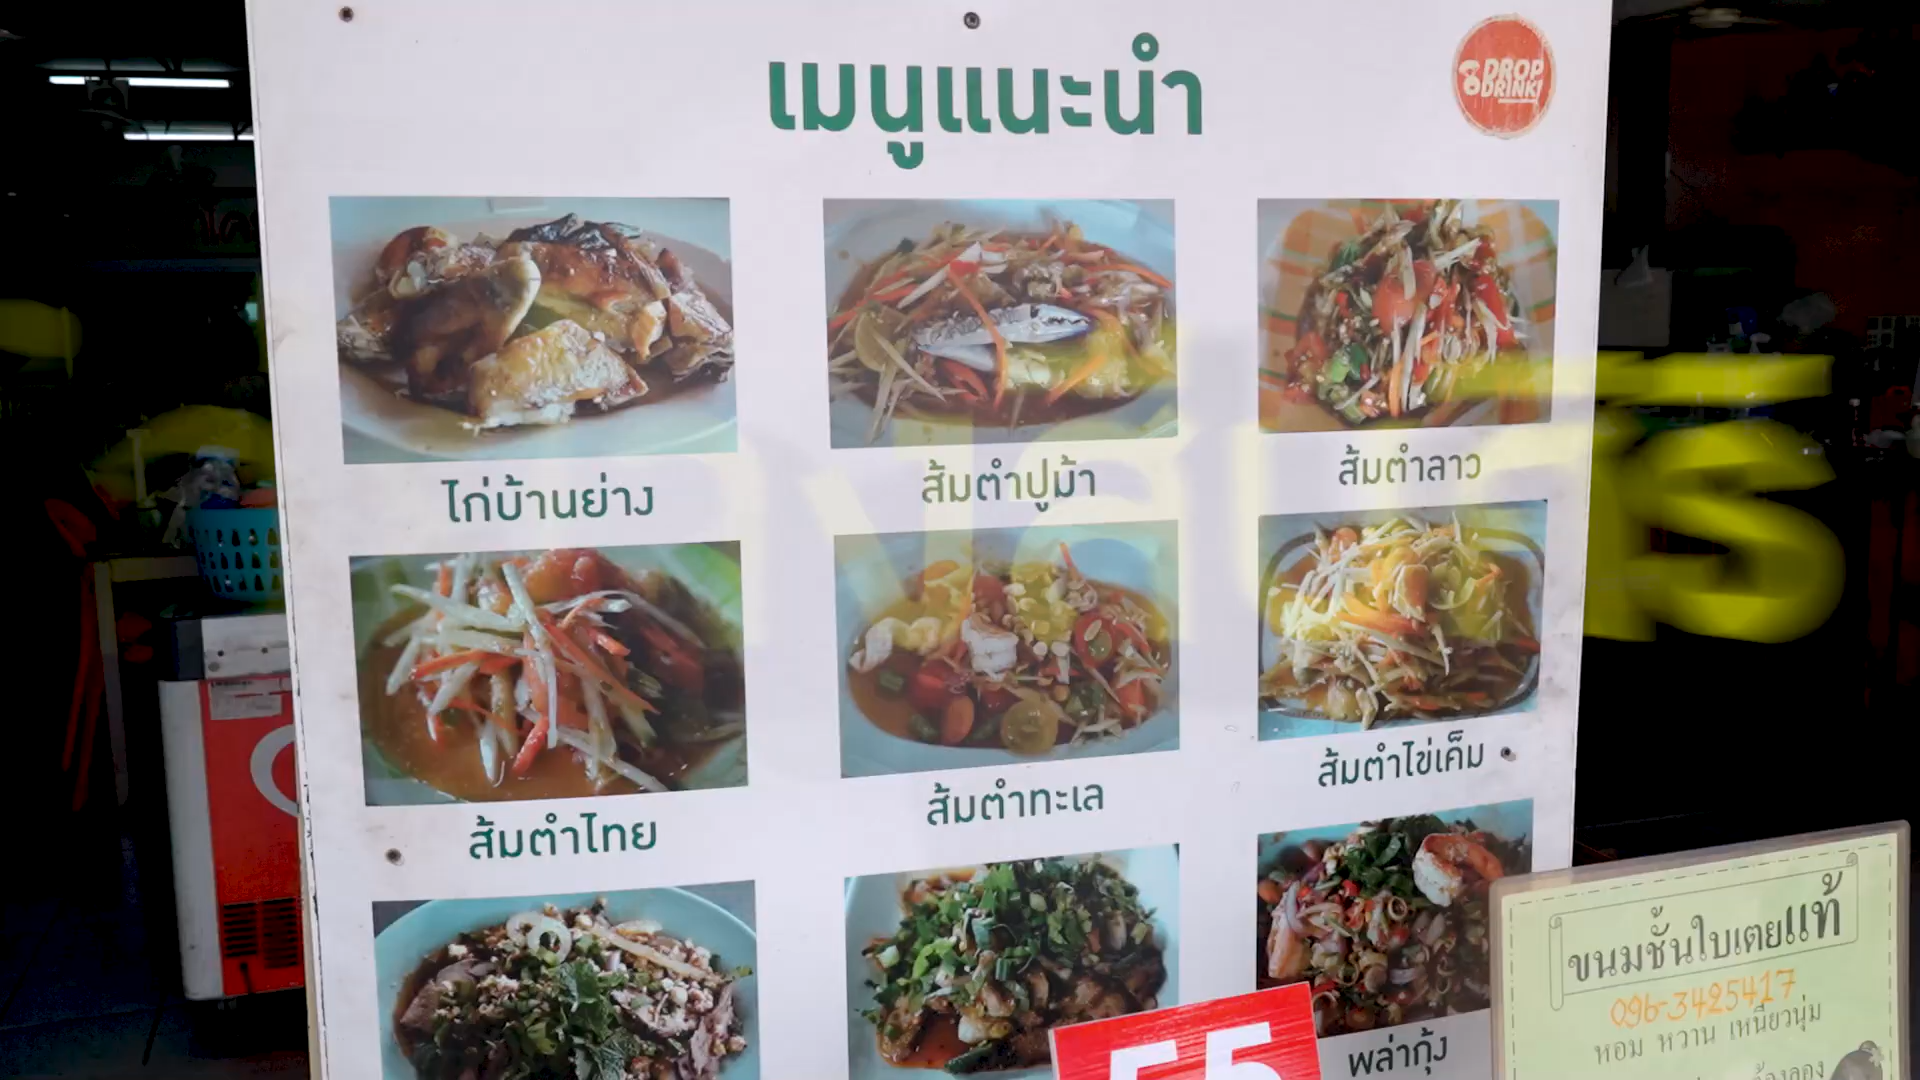 เมนูแนะนำ
DROP
DRINK!
ไก่บ้านย่าง
ส้มตำปูม้า
ส้มตำลาว
ส้มตำไทย
ส้มตำทะเล
ส้มตำไข่เค็ม
พล่ากุ้ง
55
ขนมชั้นใบเตยแท้
096-3425417
หอม หวาน เหนียวนุ่ม